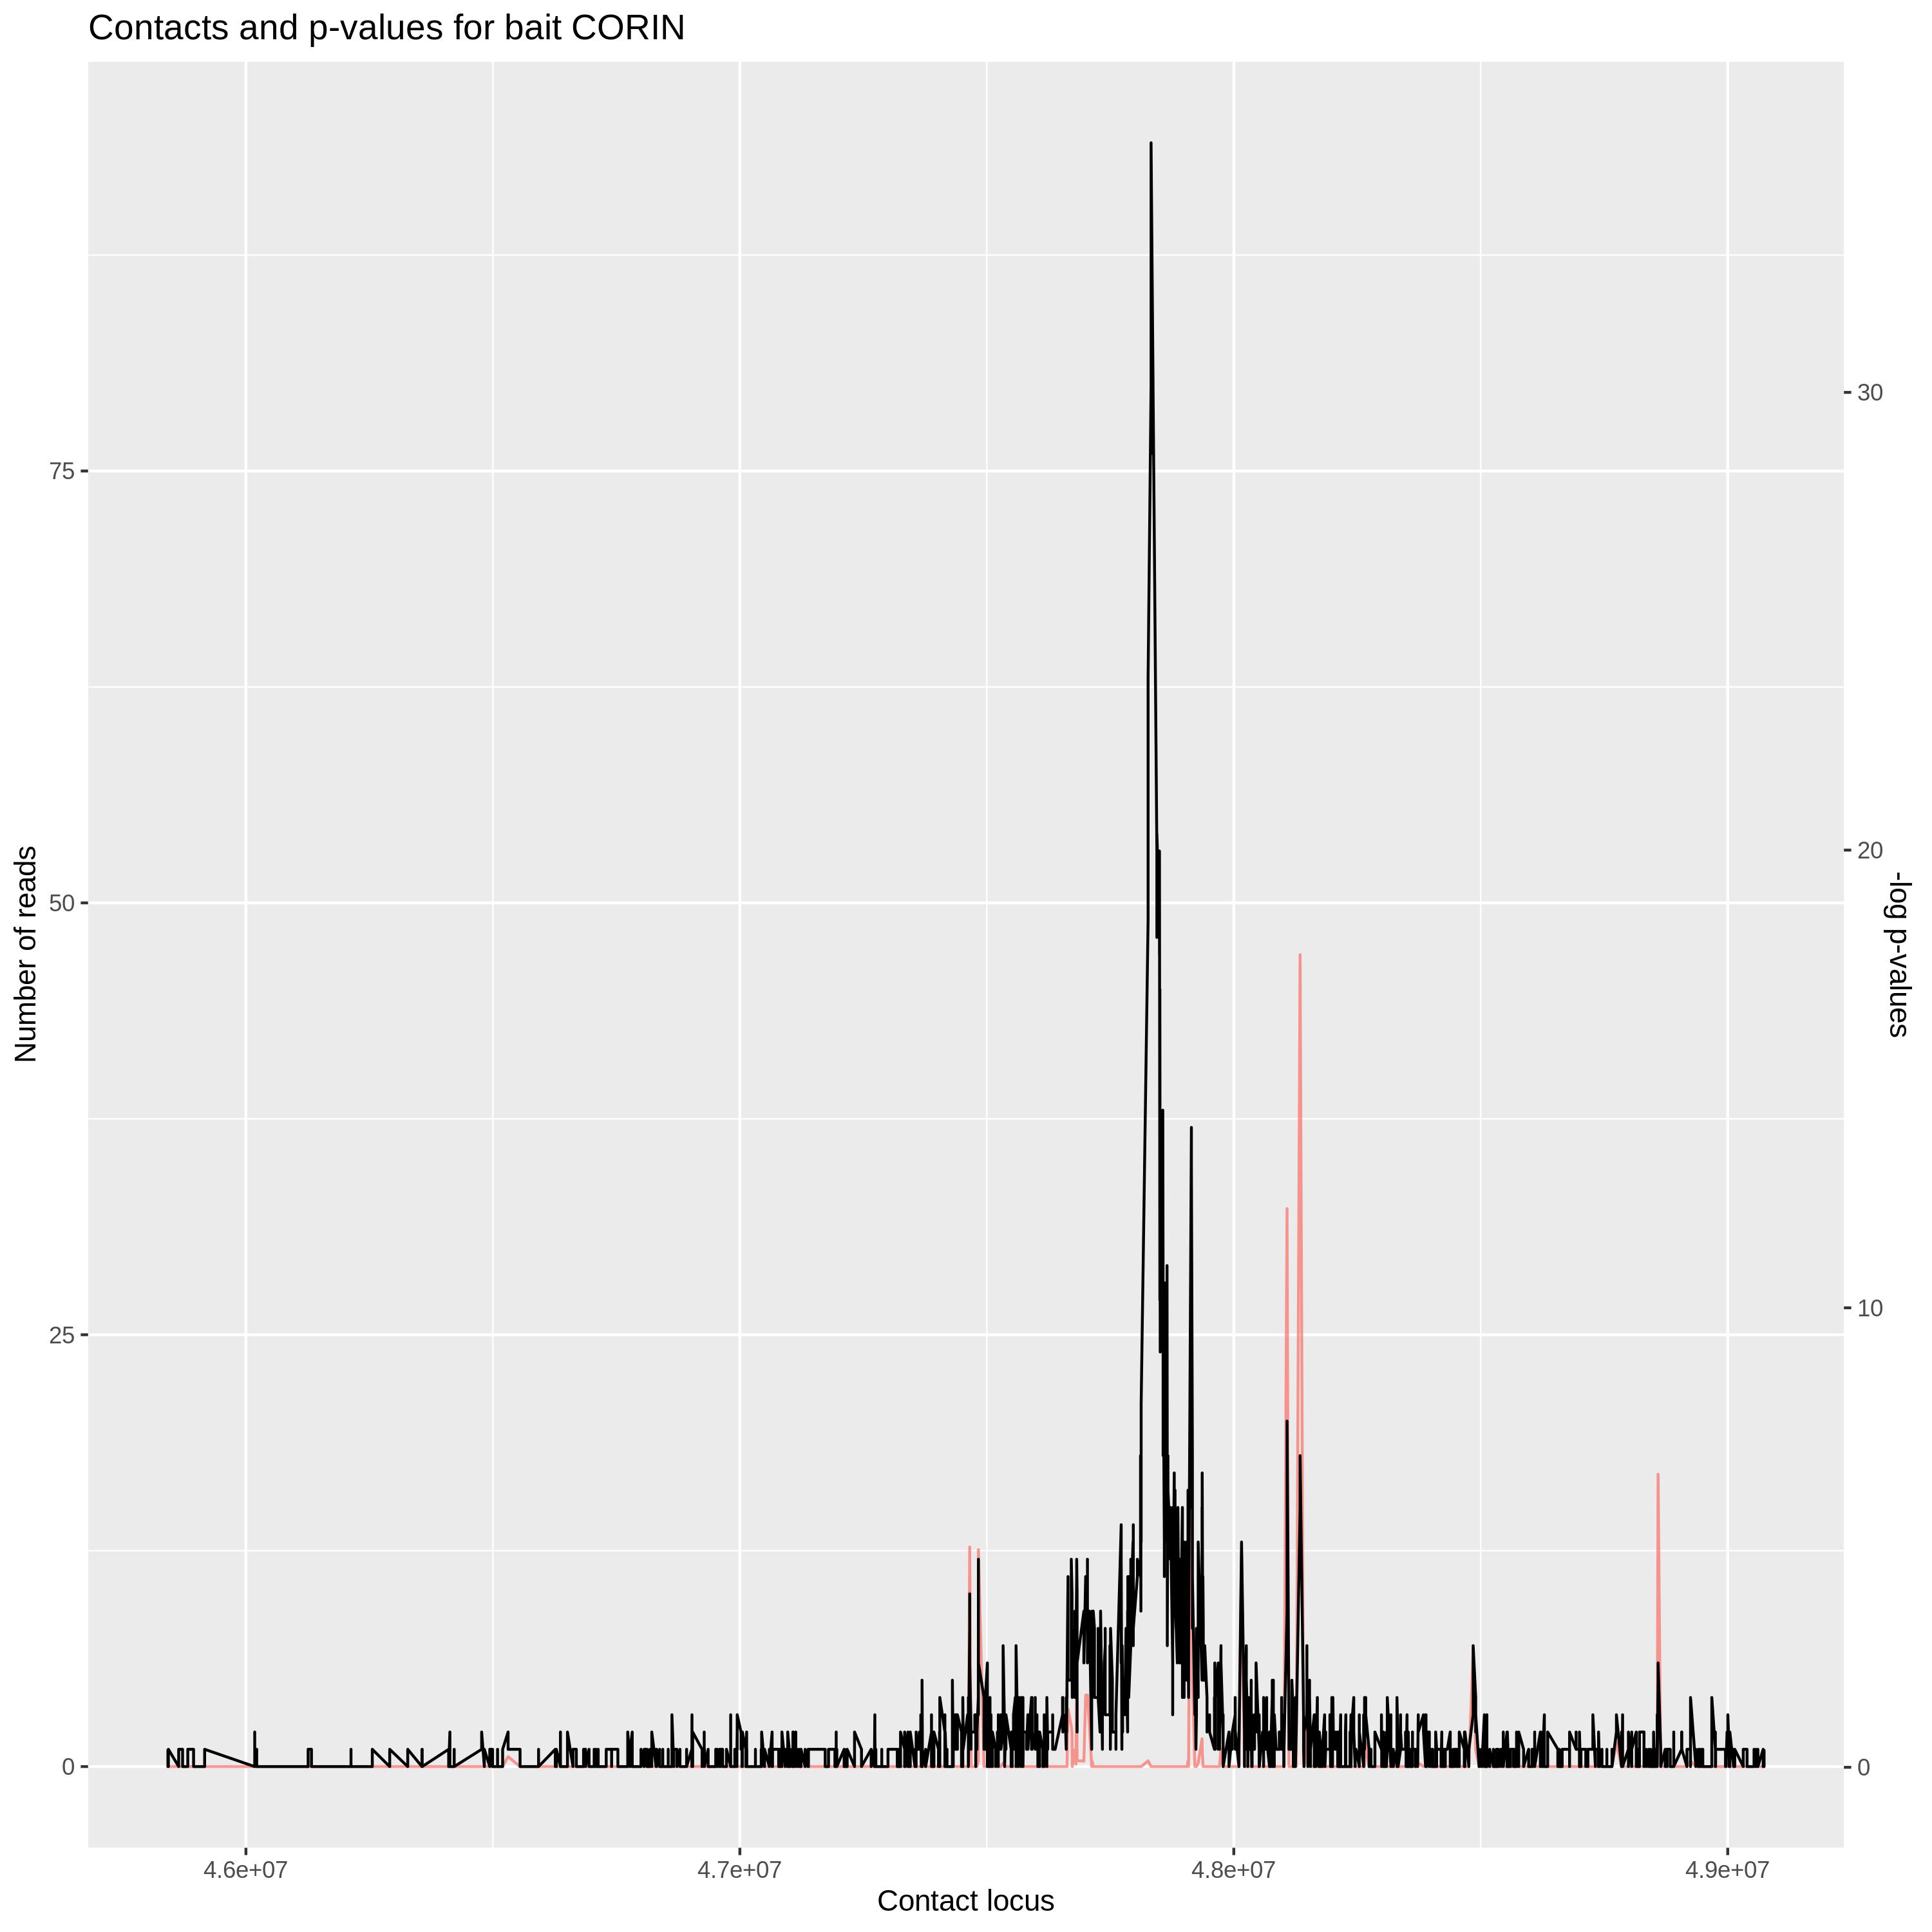 Contacts and p-values for bait CORIN
75
50
25
0
30
20
10
0
Number of reads
-log p-values
4.6e+07
4.7e+07
4.8e+07
4.9e+07
Contact locus